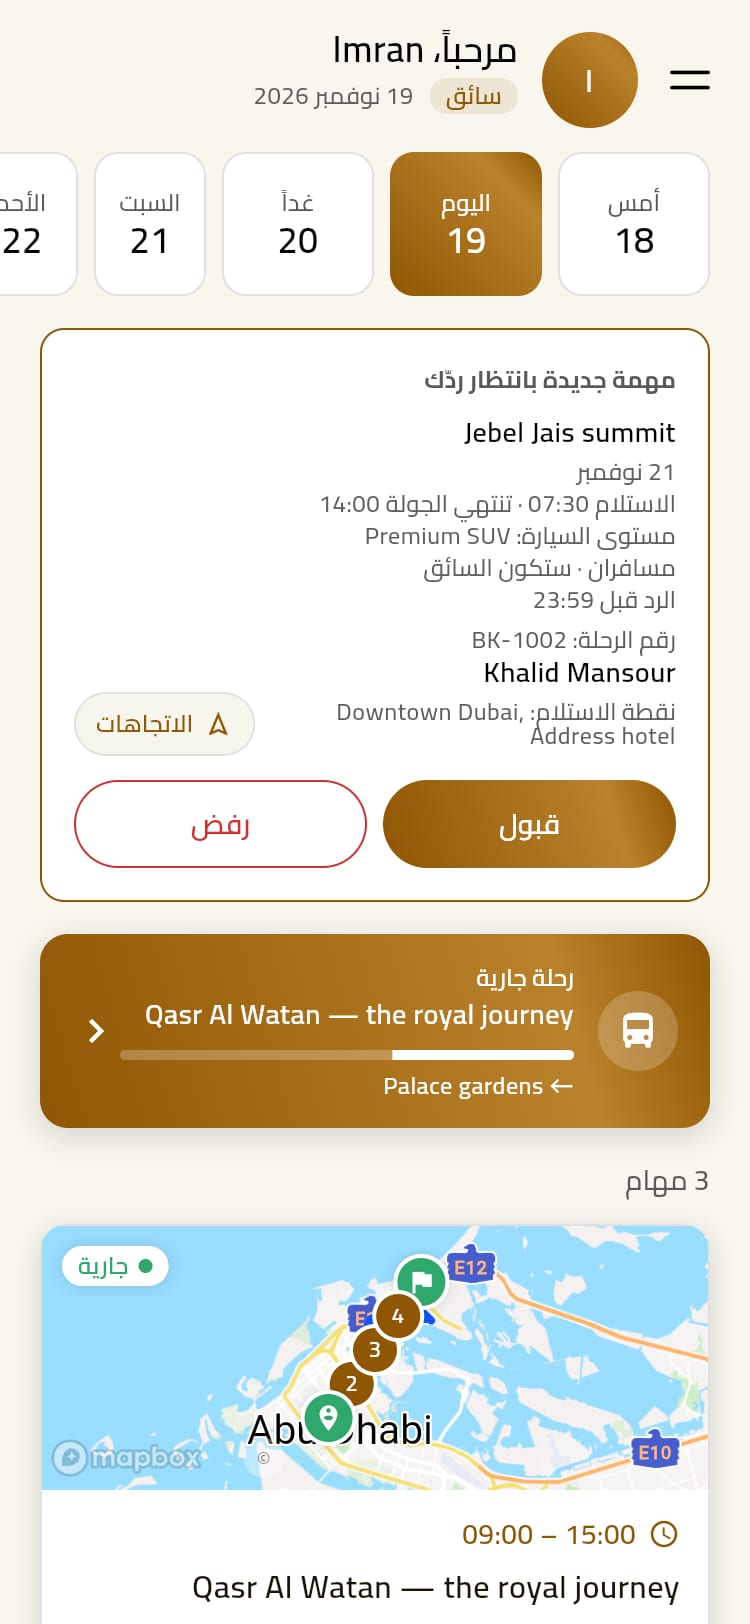 مرحباً، Imran
I
سائق
19 نوفمبر 2026
أمس
18
اليوم
19
غداً
20
السبت
21
22
مهمة جديدة بانتظار ردّك
Jebel Jais summit
21 نوفمبر
الاستلام 07:30 · تنتهي الجولة 14:00
مستوى السيارة: Premium SUV
مسافران · ستكون السائق
الرد قبل 23:59
رقم الرحلة: BK-1002
Khalid Mansour
نقطة الاستلام: Downtown Dubai, Address hotel
الاتجاهات
قبول
رفض
رحلة جارية
Qasr Al Watan — the royal journey
← Palace gardens
3 مهام
جارية
E12
4
3
2
E10
mapbox
©
09:00 – 15:00
Qasr Al Watan — the royal journey